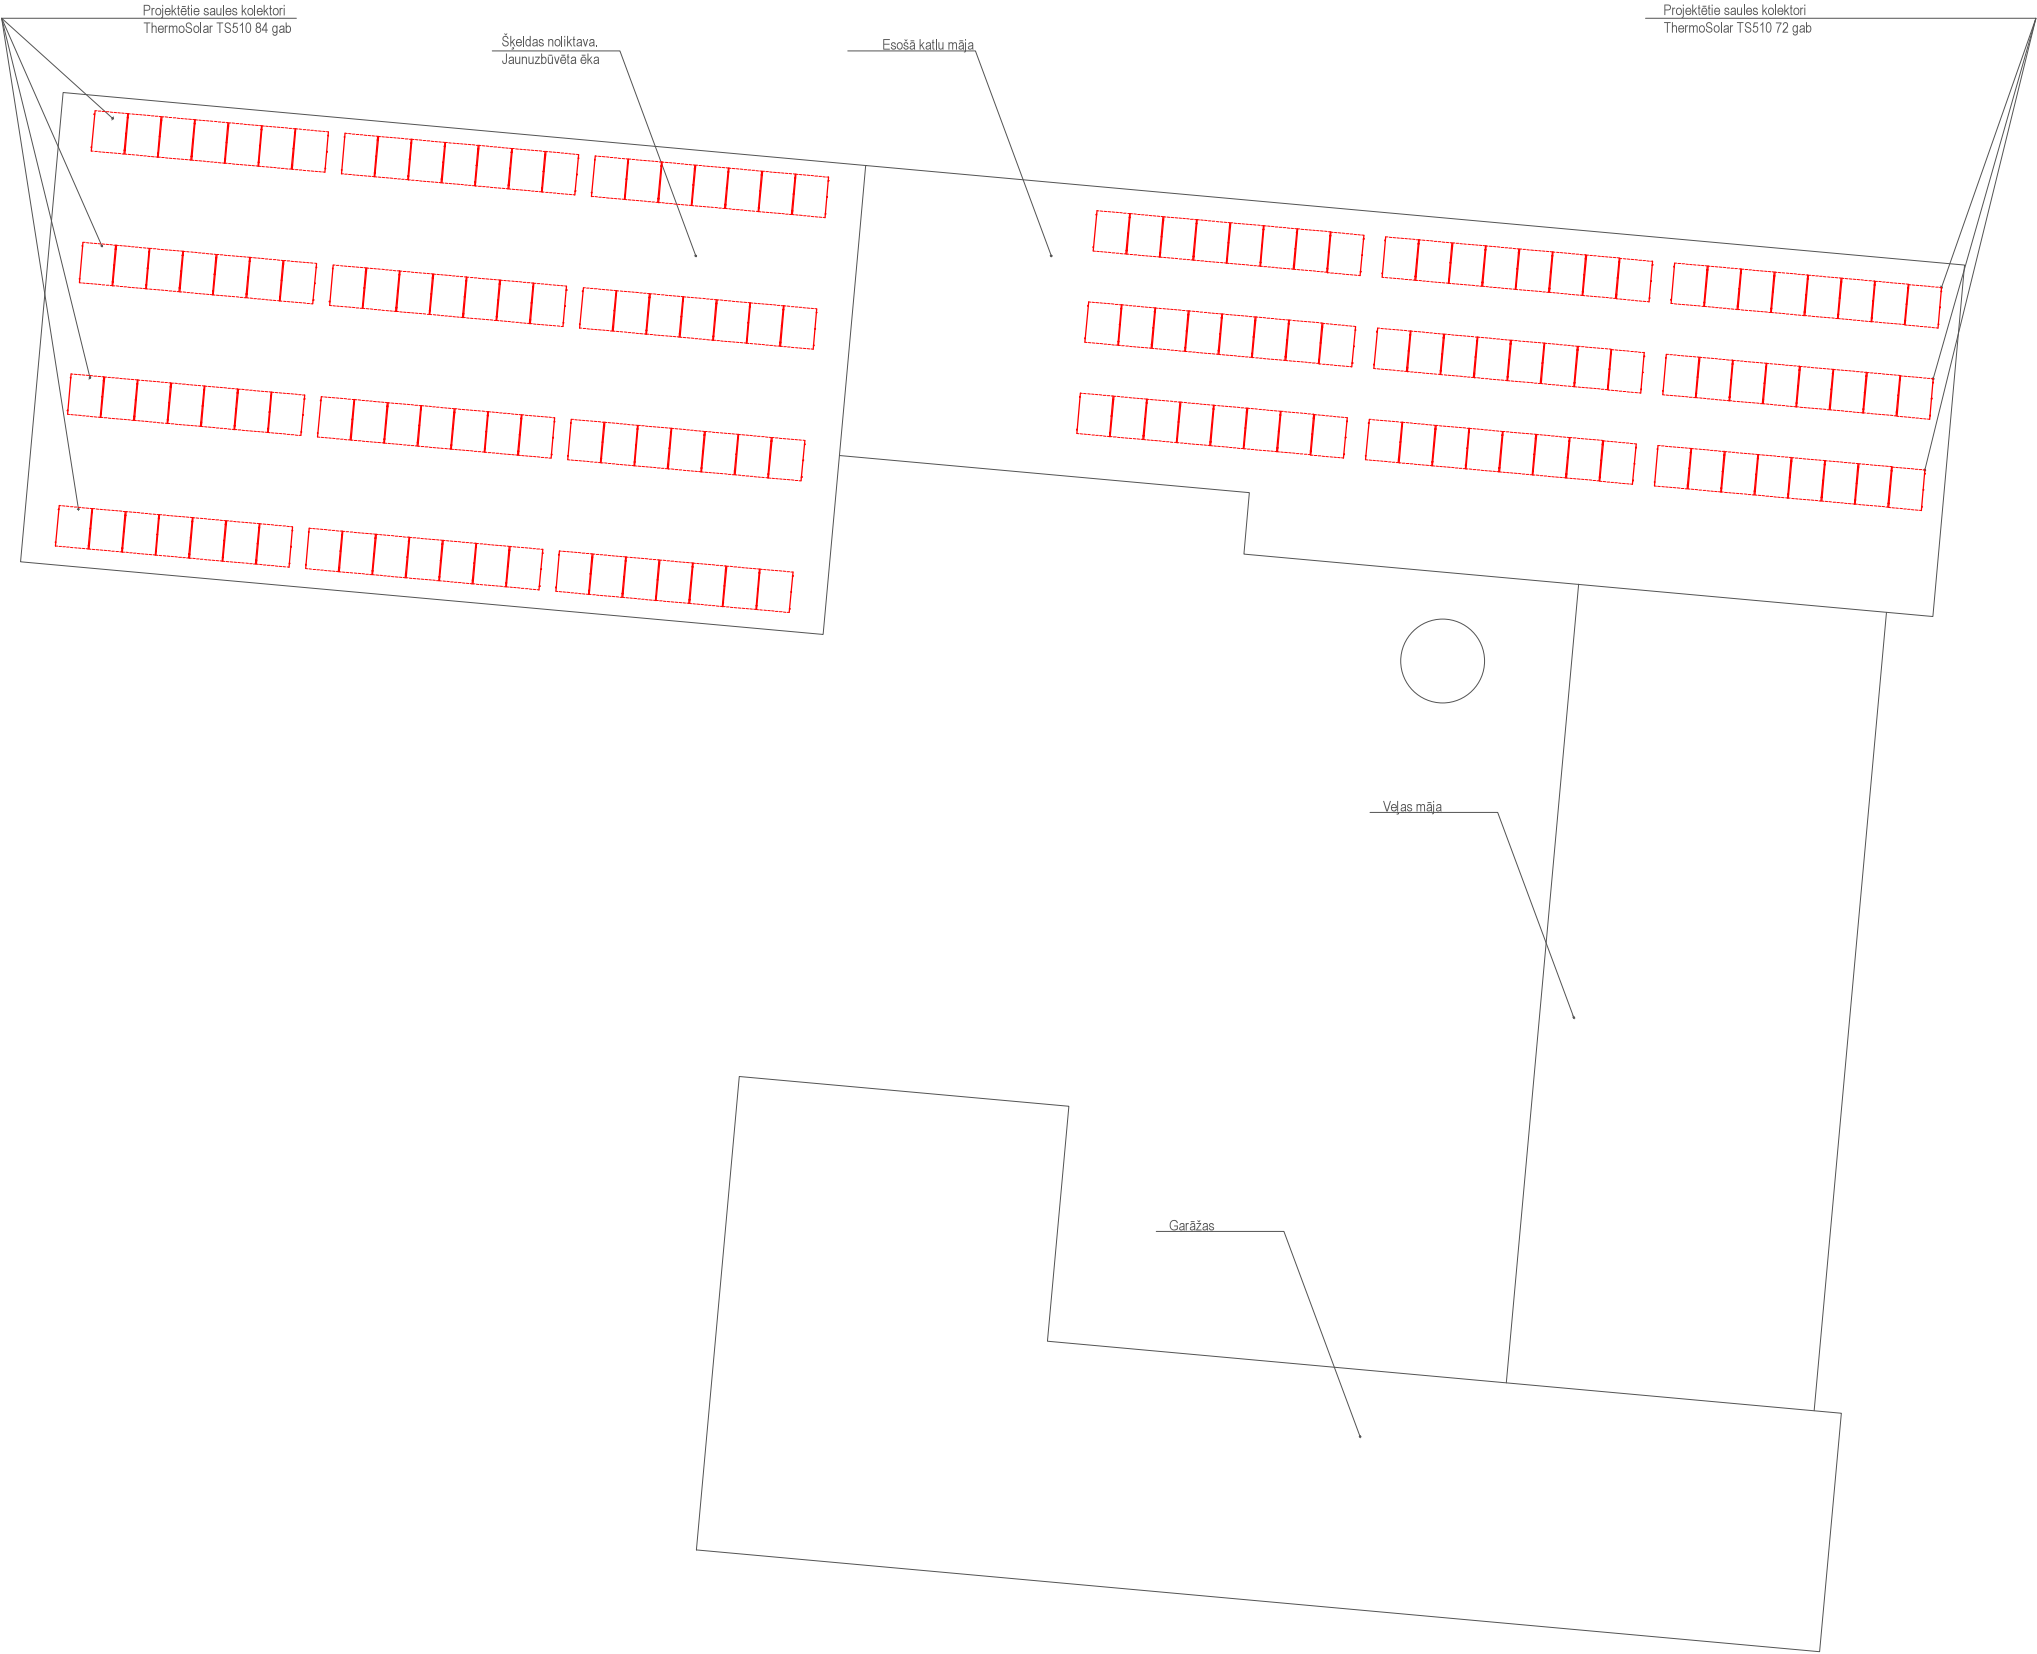 Projektētie saules kolektori
ThermoSolar TS510 84 gab
Šķeldas noliktava.
Jaunuzbūvēta ēka
Esošā katlu māja
Projektētie saules kolektori
ThermoSolar TS510 72 gab
Veļas māja
Garāžas